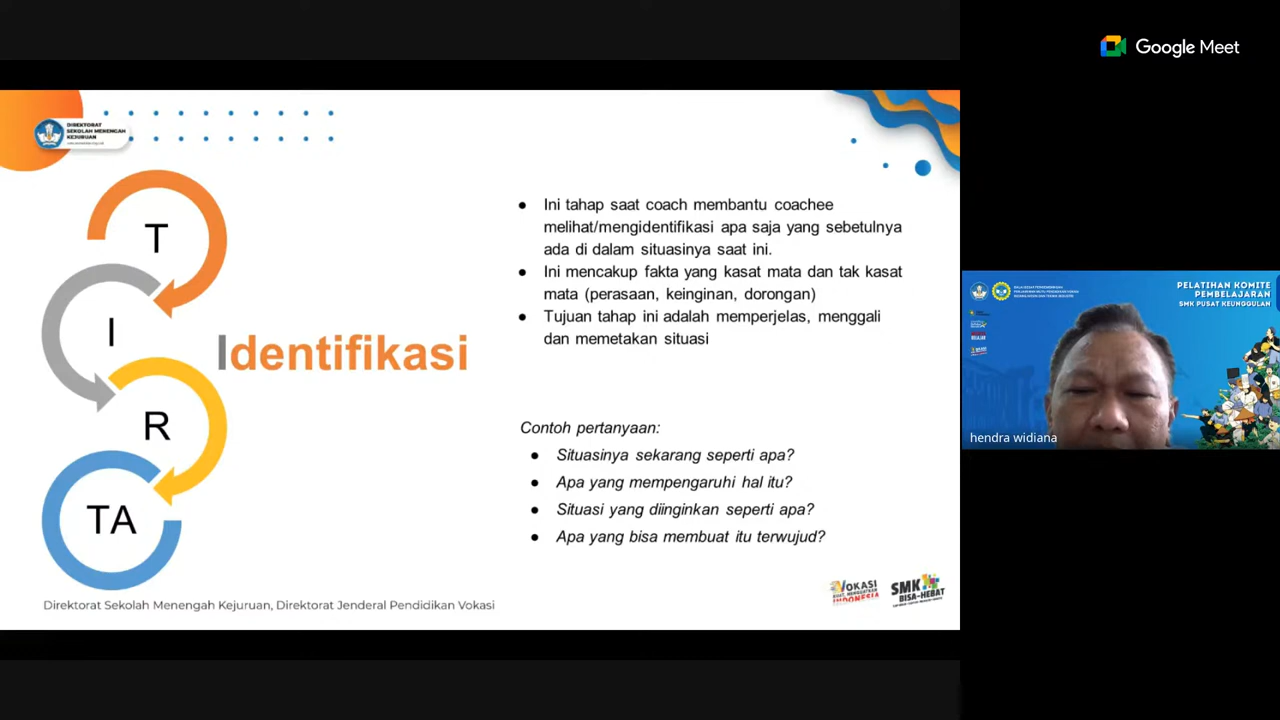 Google Meet
DIREKTORAT
SEKOLAH MENENGAH
KEJURUAN
T
I
R
TA
Identifikasi
● Ini tahap saat coach membantu coachee
melihat/mengidentifikasi apa saja yang sebetulnya
ada di dalam situasinya saat ini.
● Ini mencakup fakta yang kasat mata dan tak kasat
mata (perasaan, keinginan, dorongan)
● Tujuan tahap ini adalah memperjelas, menggali
dan memetakan situasi
Contoh pertanyaan:
● Situasinya sekarang seperti apa?
● Apa yang mempengaruhi hal itu?
● Situasi yang diinginkan seperti apa?
● Apa yang bisa membuat itu terwujud?
Direktorat Sekolah Menengah Kejuruan, Direktorat Jenderal Pendidikan Vokasi
VOKASI
INDONESIA
SMK
BISA-HEBAT
PELATIHAN KOMITE
PEMBELAJARAN
SMK PUSAT KEUNGGULAN
hendra widiana